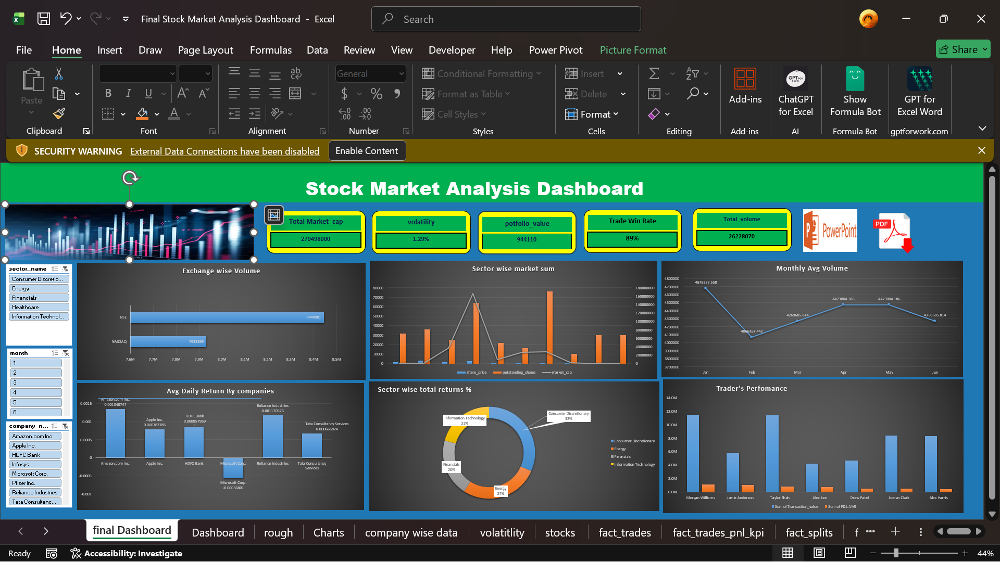 Final Stock Market Analysis Dashboard - Excel
Search
File Home Insert Draw Page Layout Formulas Data Review View Developer Help Power Pivot Picture Format
Share
Paste
Clipboard
B I U
Font
ab
Alignment
General
$ % 9
Number
Conditional Formatting
Format as Table
Cell Styles
Styles
Insert
Delete
Format
Cells
Editing
Add-ins
Add-ins
ChatGPT
for Excel
AI
Show
Formula Bot
Formula Bot
GPT for
Excel Word
gptforwork.com
SECURITY WARNING External Data Connections have been disabled Enable Content
Stock Market Analysis Dashboard
Total Market_cap
270498000
volatility
1.29%
potfolio_value
944110
Trade Win Rate
89%
Total_volume
26228070
PowerPoint
PDF
sector_name
Consumer Discretio...
Energy
Financials
Healthcare
Information Technol...
month
1
2
3
4
5
6
company_n...
Amazon.com Inc.
Apple Inc.
HDFC Bank
Infosys
Microsoft Corp.
Pfizer Inc.
Reliance Industries
Tata Consultanc...
Exchange wise Volume
NSE
8444901
NASDAQ
7932399
7.6M 7.7M 7.8M 7.9M 8.0M 8.1M 8.2M 8.3M 8.4M 8.5M
Sector wise market sum
80000
70000
60000
50000
40000
30000
20000
10000
0
180000000
160000000
140000000
120000000
100000000
80000000
60000000
40000000
20000000
0
share_price outstanding_shares market_cap
Monthly Avg Volume
4800000
4700000
4600000
4500000
4400000
4300000
4200000
4100000
4000000
3900000
3800000
3700000
4676322.558
4066367.442
4269685.814
4473004.186
4473004.186
4269685.814
Jan Feb Mar Apr May Jun
Avg Daily Return By companies
0.0015
0.001
0.0005
0
-0.0005
-0.001
Amazon.com Inc.
0.001340747
Apple Inc.
0.000782285
HDFC Bank
0.000857959
Reliance Industries
0.001170576
Tata Consultancy Services
0.000665824
Amazon.com Inc. Apple Inc. HDFC Bank Microsoft Corp. Reliance Industries Tata Consultancy
Services
Microsoft Corp.
-0.00056801
Sector wise total returns %
Information Technology
21%
Consumer Discretionary
32%
Financials
20%
Energy
27%
Consumer Discretionary
Energy
Financials
Information Technology
Trader's Perfomance
14.0M
12.0M
10.0M
8.0M
6.0M
4.0M
2.0M
0.0M
Morgan Williams Jamie Anderson Taylor Shah Alex Lee Drew Patel Jordan Clark Alex Harris
Sum of Transaction_value Sum of P&L AMT
final Dashboard Dashboard rough Charts company wise data volatitlity stocks fact_trades fact_trades_pnl_kpi fact_splits f
Ready Accessibility: Investigate 44%